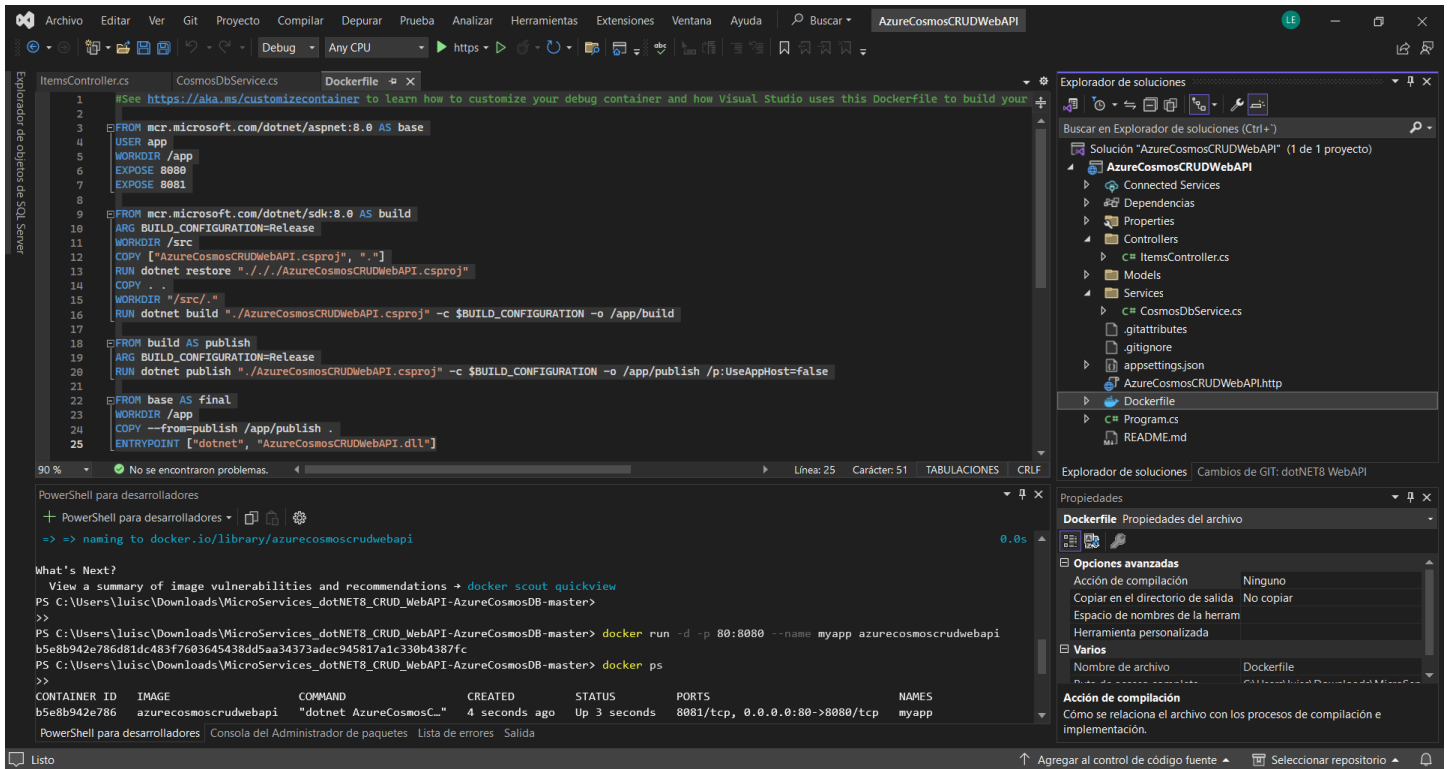 Archivo Editar Ver Git Proyecto Compilar Depurar Prueba Analizar Herramientas Extensiones Ventana Ayuda Buscar AzureCosmosCRUDWebAPI LE
Debug Any CPU https
Explorador de objetos de SQL Server
ItemsController.cs CosmosDbService.cs Dockerfile
1 #See https://aka.ms/customizecontainer to learn how to customize your debug container and how Visual Studio uses this Dockerfile to build your
2
3 FROM mcr.microsoft.com/dotnet/aspnet:8.0 AS base
4 USER app
5 WORKDIR /app
6 EXPOSE 8080
7 EXPOSE 8081
8
9 FROM mcr.microsoft.com/dotnet/sdk:8.0 AS build
10 ARG BUILD_CONFIGURATION=Release
11 WORKDIR /src
12 COPY ["AzureCosmosCRUDWebAPI.csproj", "."]
13 RUN dotnet restore "./././AzureCosmosCRUDWebAPI.csproj"
14 COPY . .
15 WORKDIR "/src/."
16 RUN dotnet build "./AzureCosmosCRUDWebAPI.csproj" -c $BUILD_CONFIGURATION -o /app/build
17
18 FROM build AS publish
19 ARG BUILD_CONFIGURATION=Release
20 RUN dotnet publish "./AzureCosmosCRUDWebAPI.csproj" -c $BUILD_CONFIGURATION -o /app/publish /p:UseAppHost=false
21
22 FROM base AS final
23 WORKDIR /app
24 COPY --from=publish /app/publish .
25 ENTRYPOINT ["dotnet", "AzureCosmosCRUDWebAPI.dll"]
90 % No se encontraron problemas. Línea: 25 Carácter: 51 TABULACIONES CRLF
PowerShell para desarrolladores
PowerShell para desarrolladores
=> => naming to docker.io/library/azurecosmoscrudwebapi 0.0s
What's Next?
View a summary of image vulnerabilities and recommendations → docker scout quickview
PS C:\Users\luisc\Downloads\MicroServices_dotNET8_CRUD_WebAPI-AzureCosmosDB-master>
>>
PS C:\Users\luisc\Downloads\MicroServices_dotNET8_CRUD_WebAPI-AzureCosmosDB-master> docker run -d -p 80:8080 --name myapp azurecosmoscrudwebapi
b5e8b942e786d81dc483f7603645438dd5aa34373adec945817a1c330b4387fc
PS C:\Users\luisc\Downloads\MicroServices_dotNET8_CRUD_WebAPI-AzureCosmosDB-master> docker ps
>>
CONTAINER ID IMAGE COMMAND CREATED STATUS PORTS NAMES
b5e8b942e786 azurecosmoscrudwebapi "dotnet AzureCosmosC…" 4 seconds ago Up 3 seconds 8081/tcp, 0.0.0.0:80->8080/tcp myapp
PowerShell para desarrolladores Consola del Administrador de paquetes Lista de errores Salida
Explorador de soluciones
Buscar en Explorador de soluciones (Ctrl+¨)
Solución "AzureCosmosCRUDWebAPI" (1 de 1 proyecto)
AzureCosmosCRUDWebAPI
Connected Services
Dependencias
Properties
Controllers
C# ItemsController.cs
Models
Services
C# CosmosDbService.cs
.gitattributes
.gitignore
appsettings.json
AzureCosmosCRUDWebAPI.http
Dockerfile
C# Program.cs
README.md
Explorador de soluciones Cambios de GIT: dotNET8 WebAPI
Propiedades
Dockerfile Propiedades del archivo
Opciones avanzadas
Acción de compilación Ninguno
Copiar en el directorio de salida No copiar
Espacio de nombres de la herram
Herramienta personalizada
Varios
Nombre de archivo Dockerfile
Acción de compilación
Cómo se relaciona el archivo con los procesos de compilación e
implementación.
Listo Agregar al control de código fuente Seleccionar repositorio